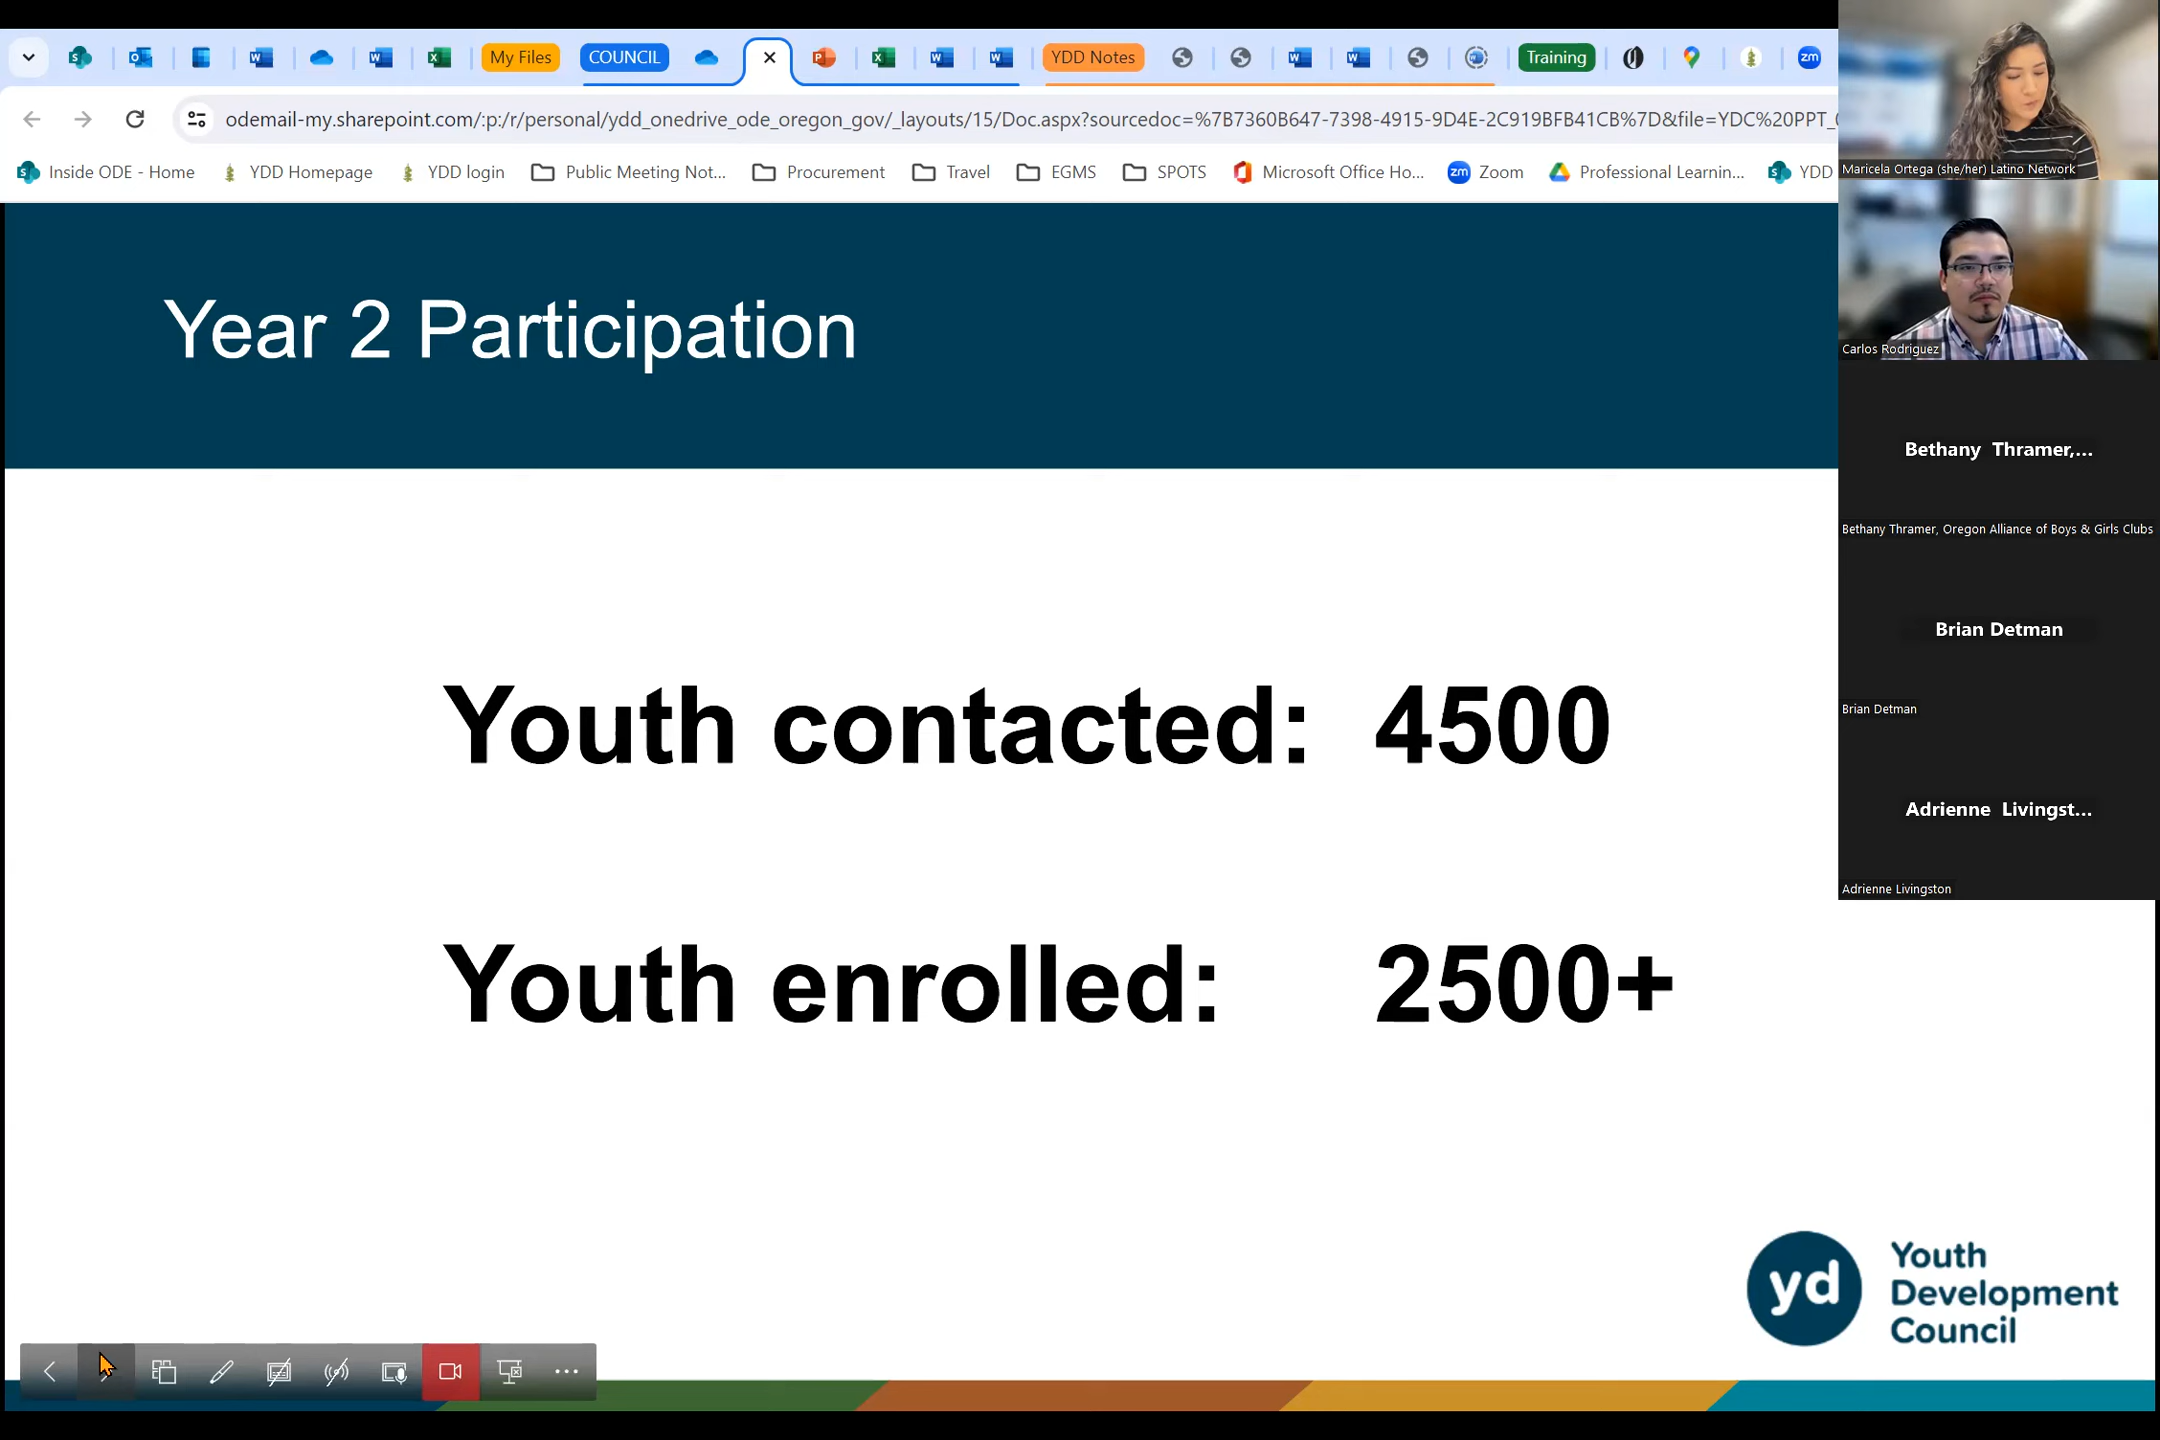 My Files
COUNCIL
YDD Notes
Training
zm
odemail-my.sharepoint.com/:p:/r/personal/ydd_onedrive_ode_oregon_gov/_layouts/15/Doc.aspx?sourcedoc=%7B7360B647-7398-4915-9D4E-2C919BFB41CB%7D&file=YDC%20PPT_
Inside ODE - Home
YDD Homepage
YDD login
Public Meeting Not...
Procurement
Travel
EGMS
SPOTS
Microsoft Office Ho...
zm
Zoom
Professional Learnin...
YDD
Maricela Ortega (she/her) Latino Network
Carlos Rodriguez
Bethany Thramer,...
Bethany Thramer, Oregon Alliance of Boys & Girls Clubs
Brian Detman
Brian Detman
Adrienne Livingst...
Adrienne Livingston
Year 2 Participation
Youth contacted: 4500
Youth enrolled: 2500+
yd
Youth
Development
Council